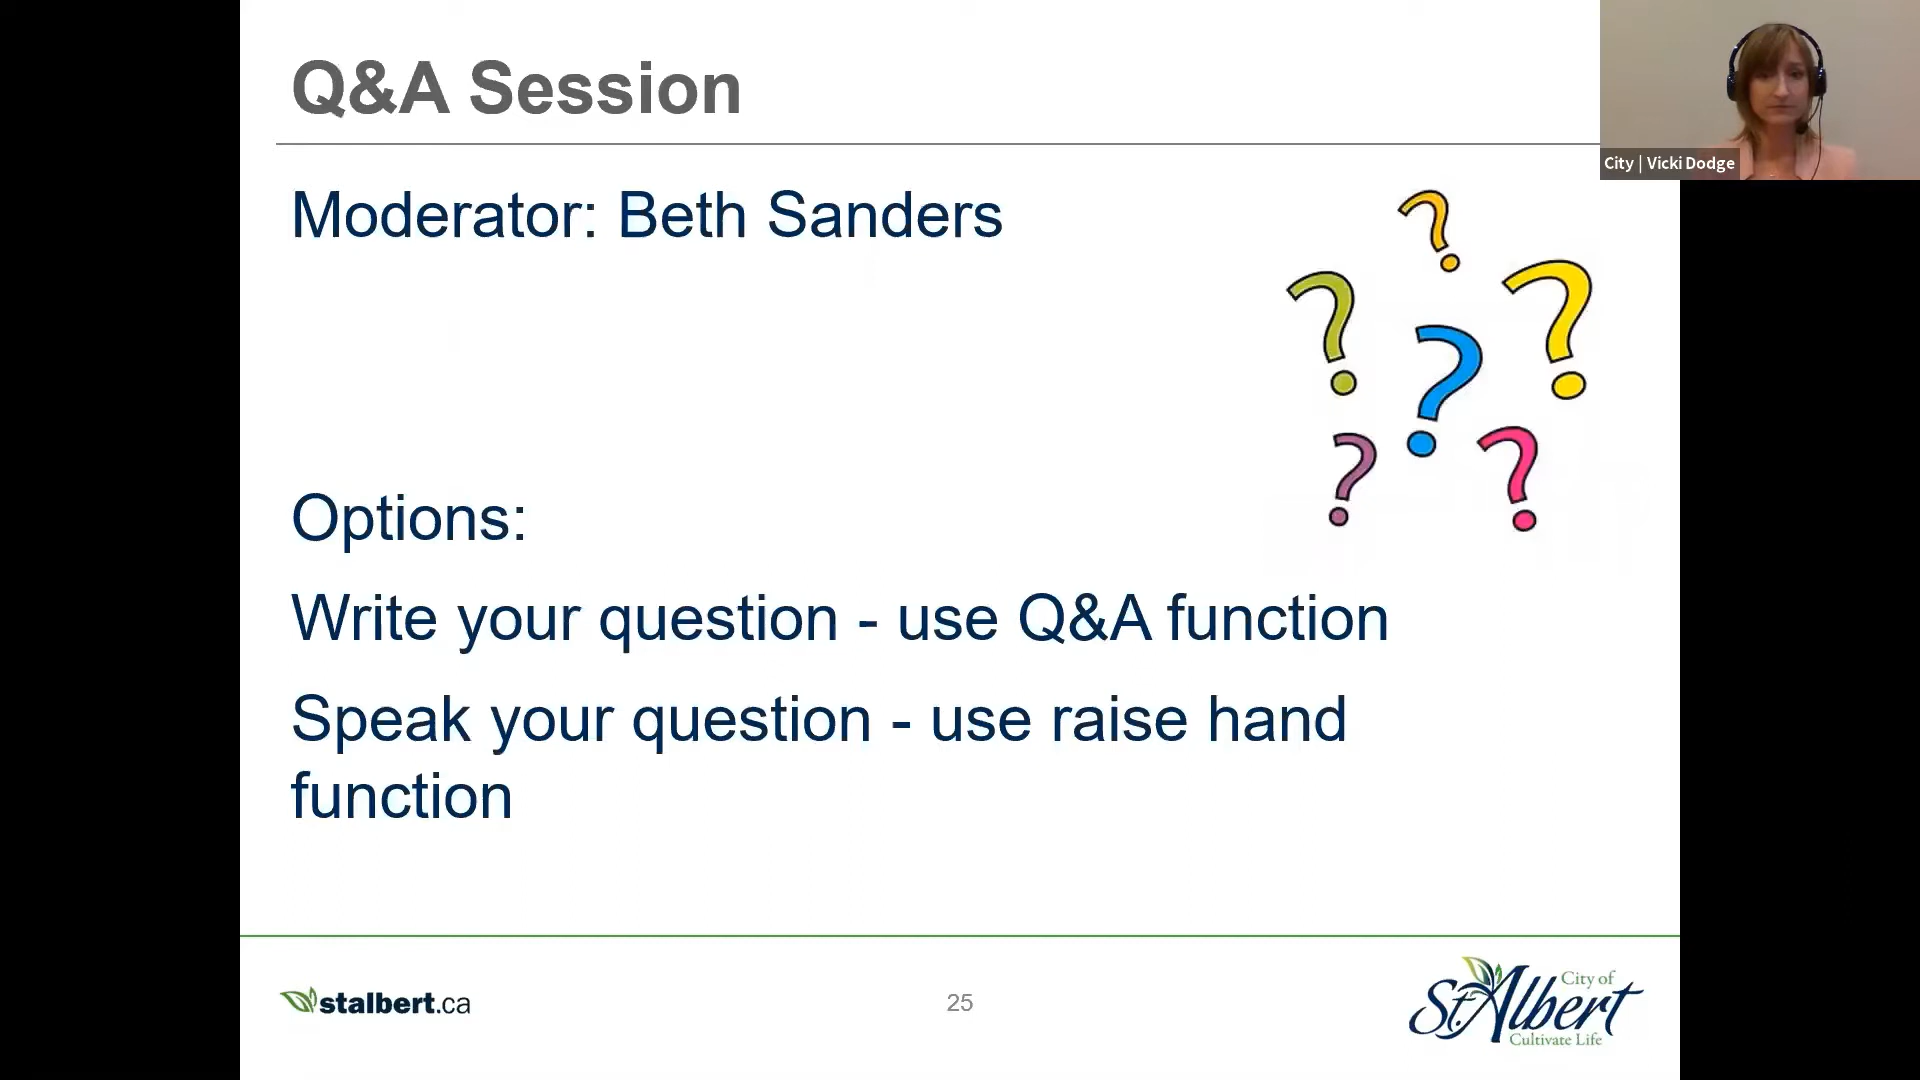 Q&A Session
City | Vicki Dodge
Moderator: Beth Sanders
? ? ? ? ? ?
Options:
Write your question - use Q&A function
Speak your question - use raise hand
function
stalbert.ca
25
City of
St. Albert
Cultivate Life